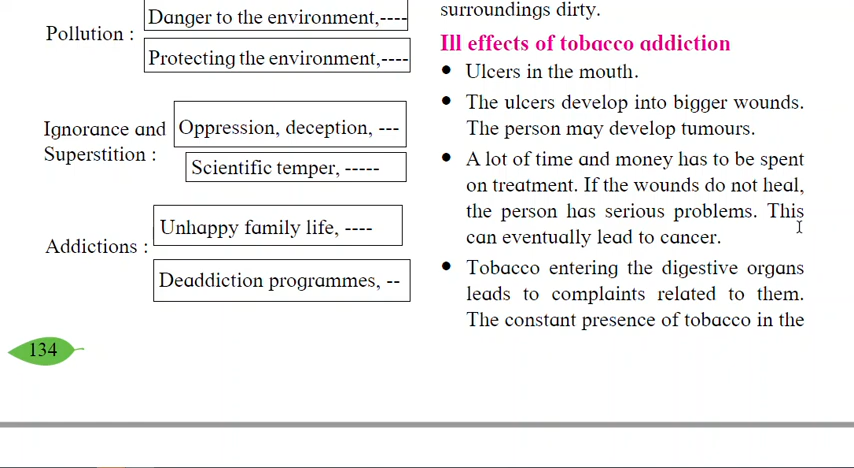 Danger to the environment,----
Pollution :
Protecting the environment,----
Ignorance and
Superstition :
Oppression, deception, ---
Scientific temper, -----
Unhappy family life, ----
Addictions :
Deaddiction programmes, --
134
surroundings dirty.
Ill effects of tobacco addiction
• Ulcers in the mouth.
• The ulcers develop into bigger wounds.
The person may develop tumours.
• A lot of time and money has to be spent
on treatment. If the wounds do not heal,
the person has serious problems. This
can eventually lead to cancer.
• Tobacco entering the digestive organs
leads to complaints related to them.
The constant presence of tobacco in the